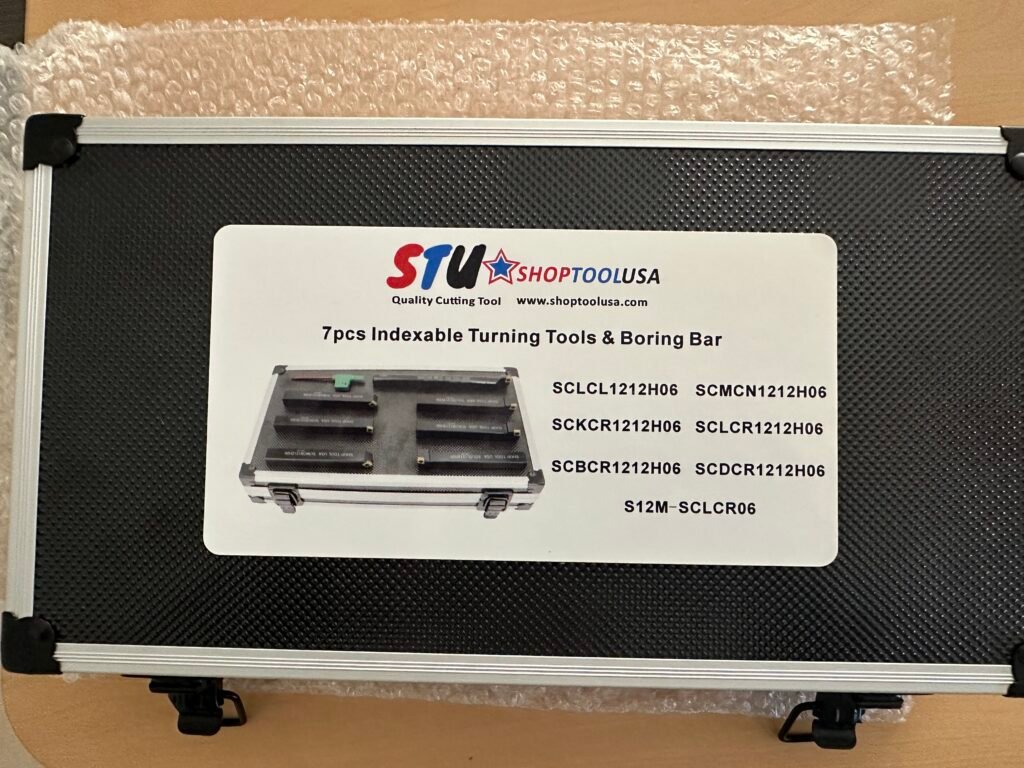 STU SHOPTOOLUSA
Quality Cutting Tool www.shoptoolusa.com
7pcs Indexable Turning Tools & Boring Bar
SCLCL1212H06 SCMCN1212H06
SCKCR1212H06 SCLCR1212H06
SCBCR1212H06 SCDCR1212H06
S12M-SCLCR06